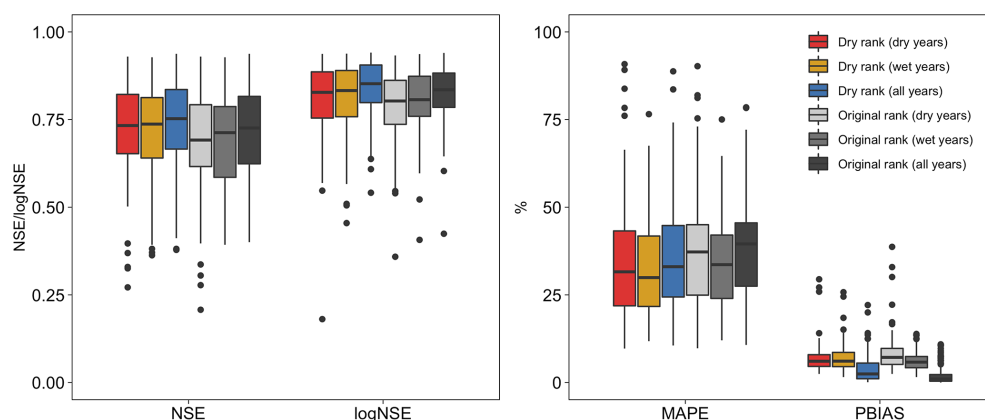 NSE/logNSE
1.00
0.75
0.50
0.25
0.00
NSE
logNSE
%
100
75
50
25
0
MAPE
PBIAS
Dry rank (dry years)
Dry rank (wet years)
Dry rank (all years)
Original rank (dry years)
Original rank (wet years)
Original rank (all years)